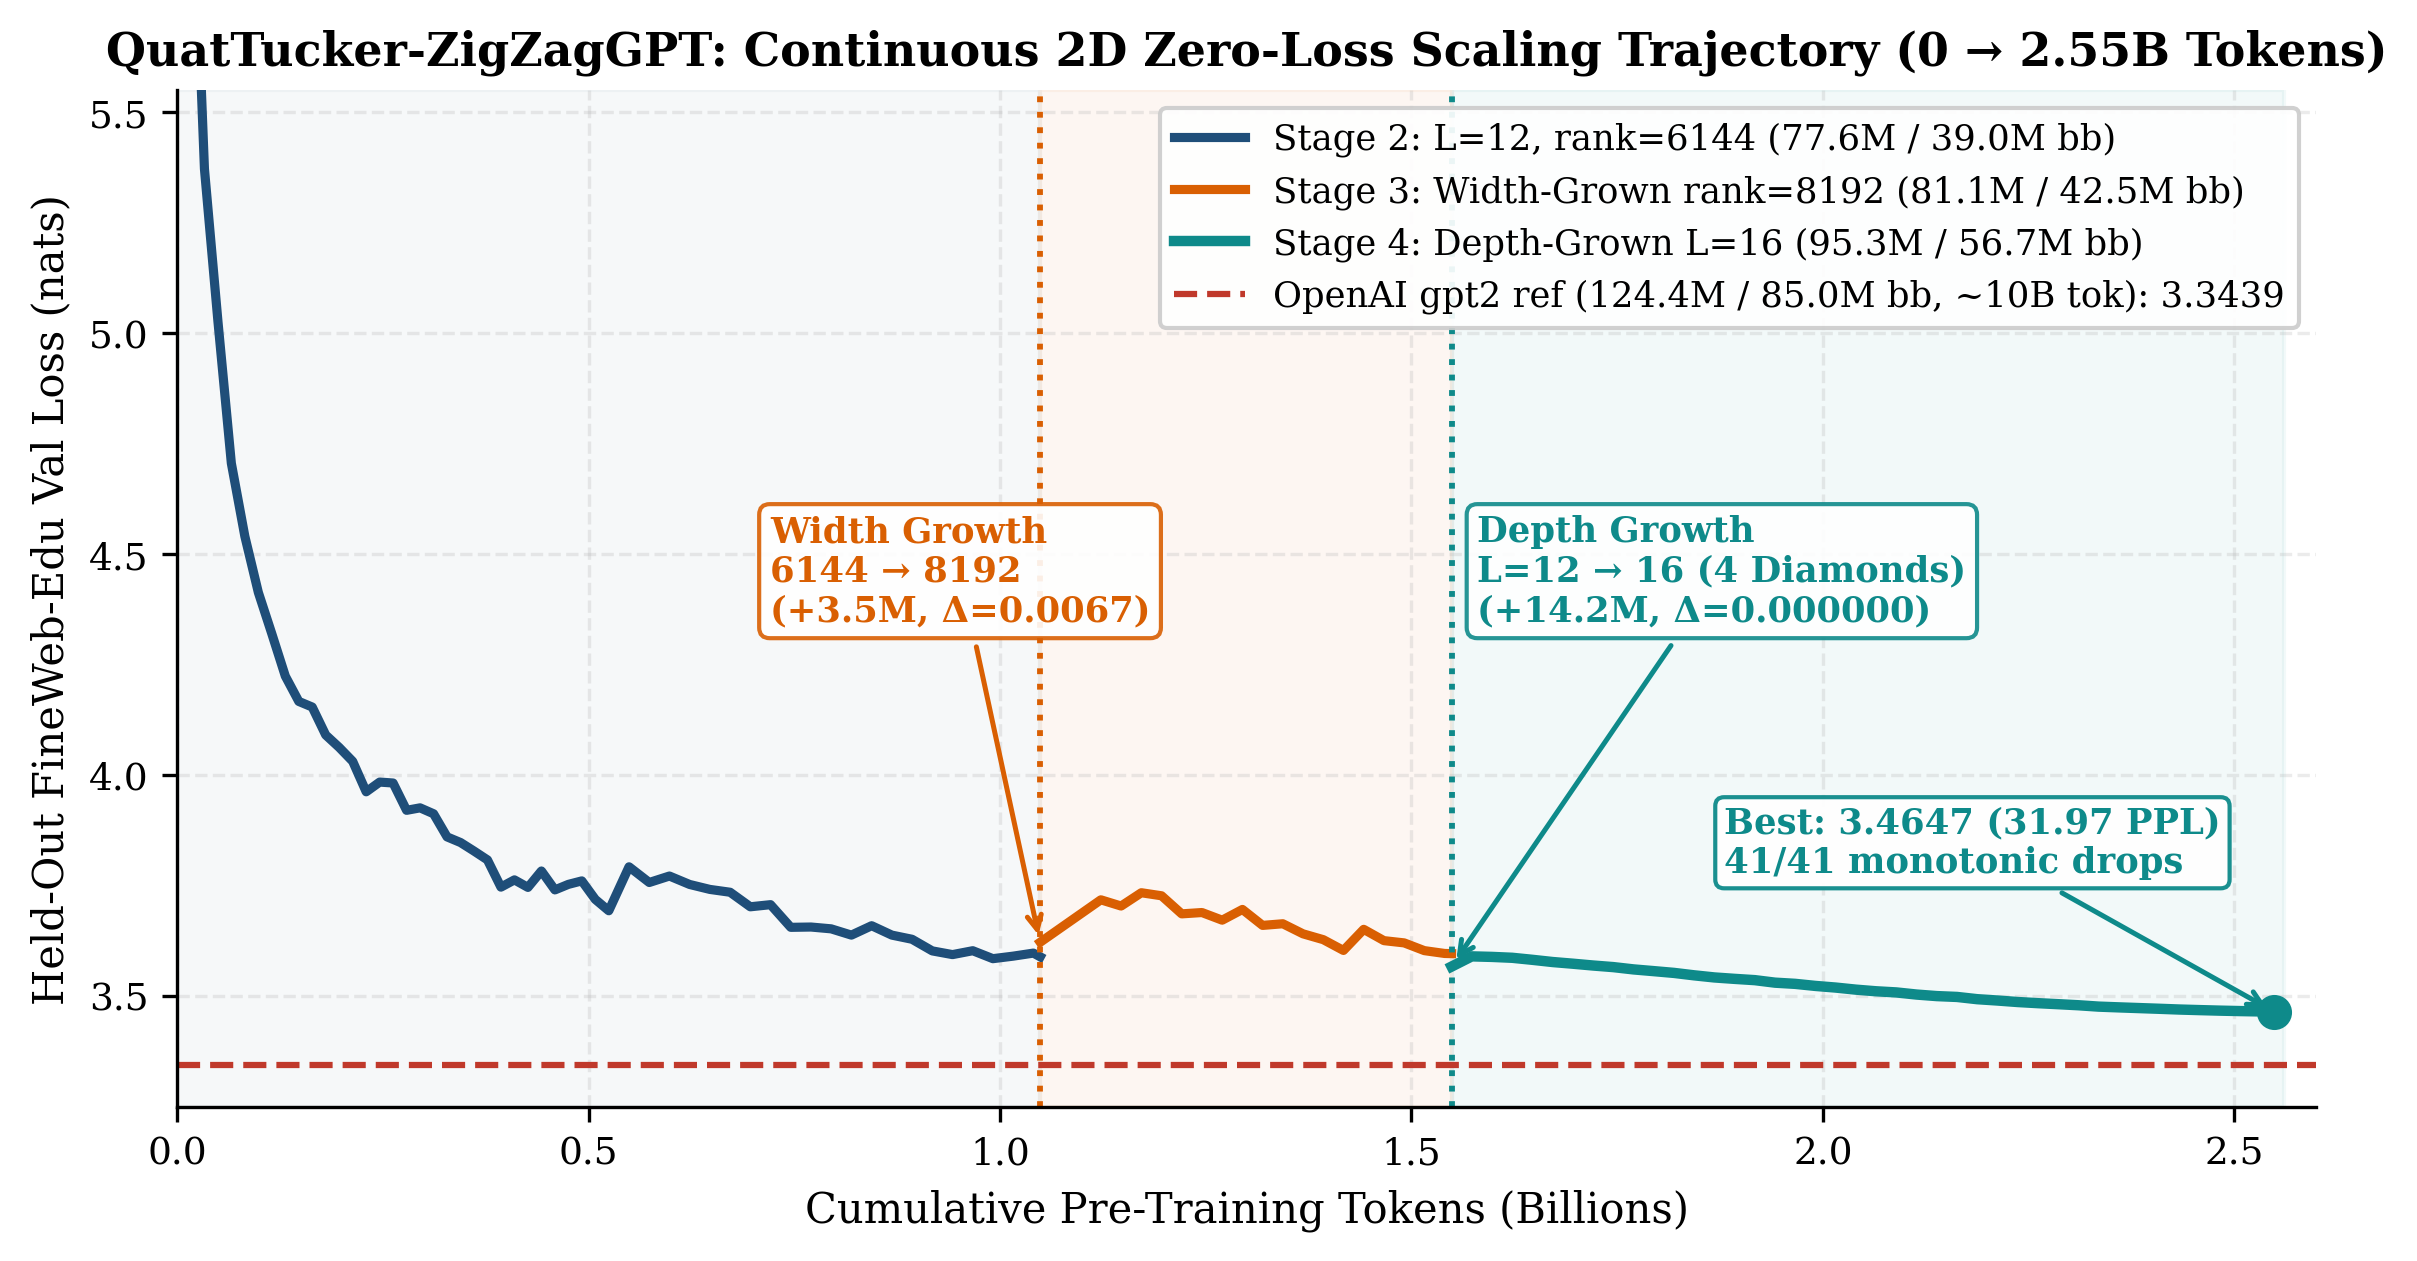 QuatTucker-ZigZagGPT: Continuous 2D Zero-Loss Scaling Trajectory (0 → 2.55B Tokens)
Held-Out FineWeb-Edu Val Loss (nats)
5.5
5.0
4.5
4.0
3.5
Stage 2: L=12, rank=6144 (77.6M / 39.0M bb)
Stage 3: Width-Grown rank=8192 (81.1M / 42.5M bb)
Stage 4: Depth-Grown L=16 (95.3M / 56.7M bb)
OpenAI gpt2 ref (124.4M / 85.0M bb, ~10B tok): 3.3439
Width Growth
6144 → 8192
(+3.5M, Δ=0.0067)
Depth Growth
L=12 → 16 (4 Diamonds)
(+14.2M, Δ=0.000000)
Best: 3.4647 (31.97 PPL)
41/41 monotonic drops
0.0
0.5
1.0
1.5
2.0
2.5
Cumulative Pre-Training Tokens (Billions)